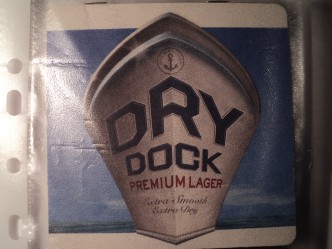 DRY
DOCK
PREMIUM LAGER
Extra Smooth
Extra Dry